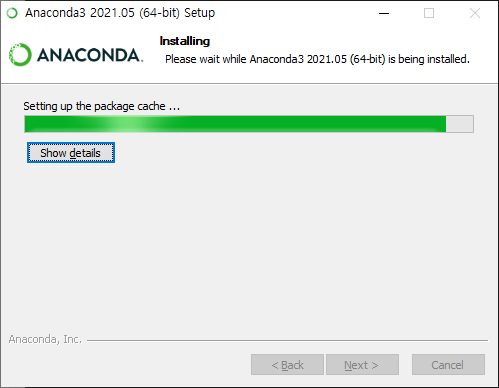 Anaconda3 2021.05 (64-bit) Setup
ANACONDA.
Installing
Please wait while Anaconda3 2021.05 (64-bit) is being installed.
Setting up the package cache ...
Show details
Anaconda, Inc.
< Back Next > Cancel